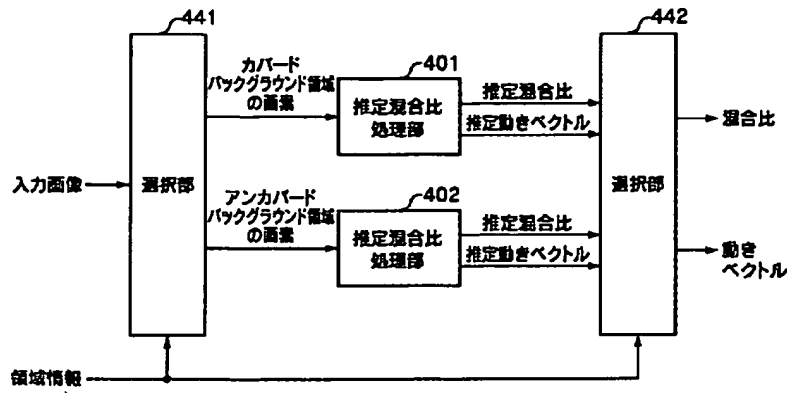 441
442
カバード
バックグラウンド領域
の画素
401
推定混合比
処理部
推定混合比
推定動きベクトル
混合比
入力画像
選択部
選択部
アンカバード
バックグラウンド領域
の画素
402
推定混合比
処理部
推定混合比
推定動きベクトル
動き
ベクトル
領域情報